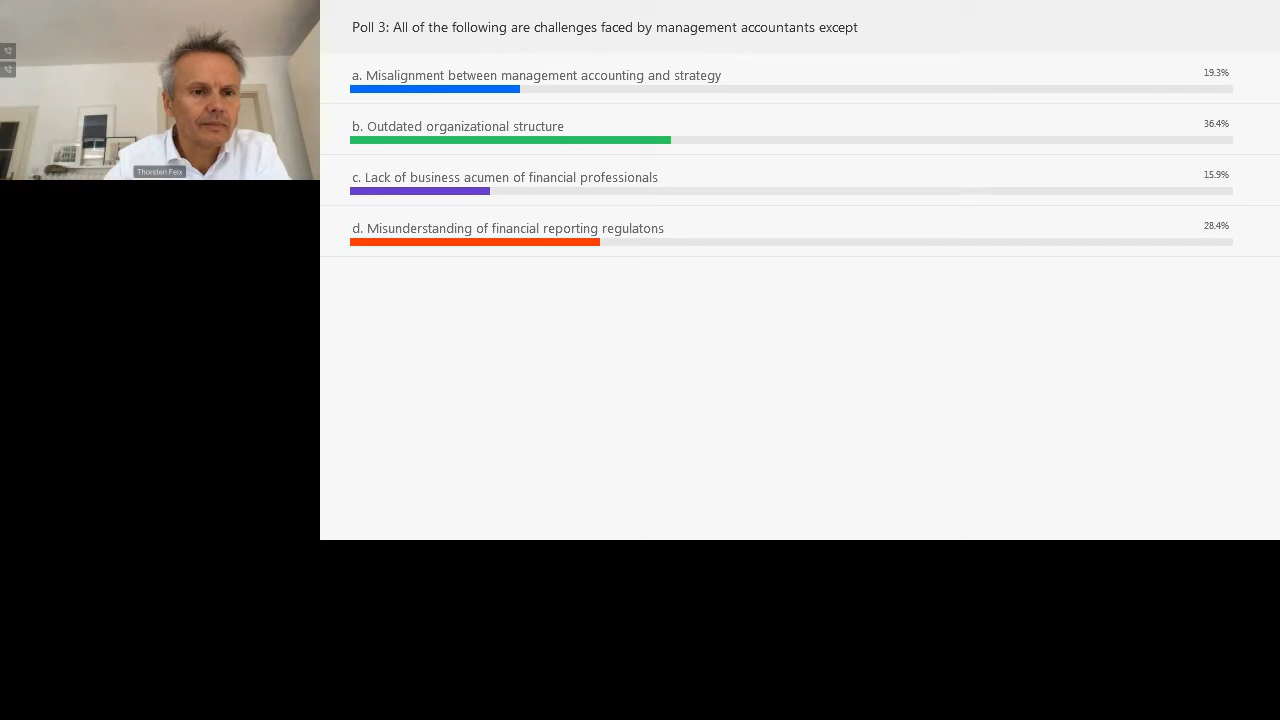 Thorsten Feix
Poll 3: All of the following are challenges faced by management accountants except
a. Misalignment between management accounting and strategy
19.3%
b. Outdated organizational structure
36.4%
c. Lack of business acumen of financial professionals
15.9%
d. Misunderstanding of financial reporting regulatons
28.4%